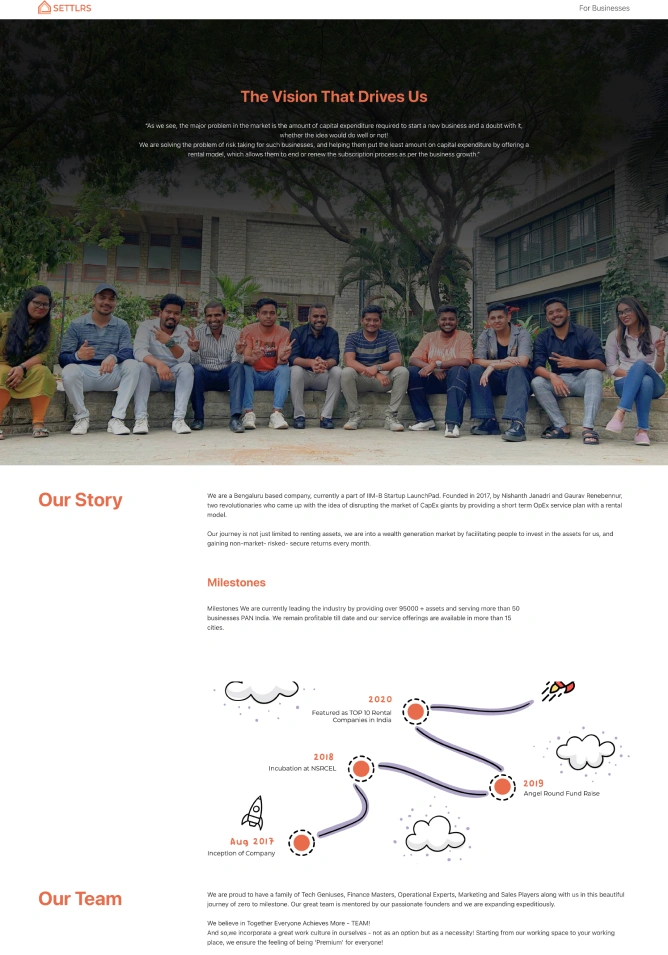 SETTLRS
For Businesses
The Vision That Drives Us
"As we see, the major problem in the market is the amount of capital expenditure required to start a new business and a doubt with it,
whether the idea would do well or not!
We are solving the problem of risk taking for such businesses, and helping them put the least amount on capital expenditure by offering a
rental model, which allows them to end or renew the subscription process as per the business growth."
Our Story
We are a Bengaluru based company, currently a part of IIM-B Startup LaunchPad. Founded in 2017, by Nishanth Janadri and Gaurav Renebennur,
two revolutionaries who came up with the idea of disrupting the market of CapEx giants by providing a short term OpEx service plan with a rental
model.
Our journey is not just limited to renting assets, we are into a wealth generation market by facilitating people to invest in the assets for us, and
gaining non-market- risked- secure returns every month.
Milestones
Milestones We are currently leading the industry by providing over 95000 + assets and serving more than 50
businesses PAN India. We remain profitable till date and our service offerings are available in more than 15
cities.
2020
Featured as TOP 10 Rental
Companies in India
2018
Incubation at NSRCEL
2019
Angel Round Fund Raise
Aug 2017
Inception of Company
Our Team
We are proud to have a family of Tech Geniuses, Finance Masters, Operational Experts, Marketing and Sales Players along with us in this beautiful
journey of zero to milestone. Our great team is mentored by our passionate founders and we are expanding expeditiously.
We believe in Together Everyone Achieves More - TEAM!
And so,we incorporate a great work culture in ourselves - not as an option but as a necessity! Starting from our working space to your working
place, we ensure the feeling of being 'Premium' for everyone!